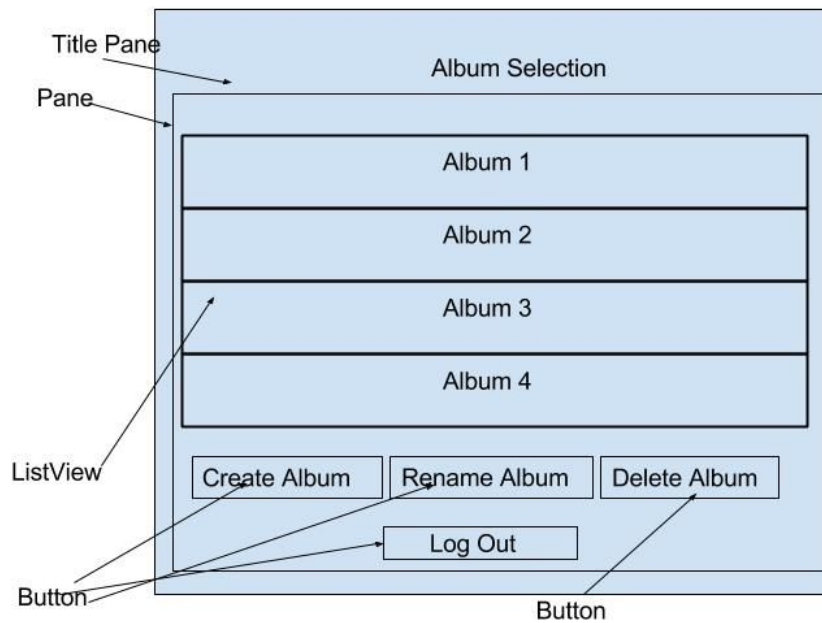 Title Pane
Album Selection
Pane
Album 1
Album 2
Album 3
Album 4
ListView
Create Album
Rename Album
Delete Album
Log Out
Button
Button